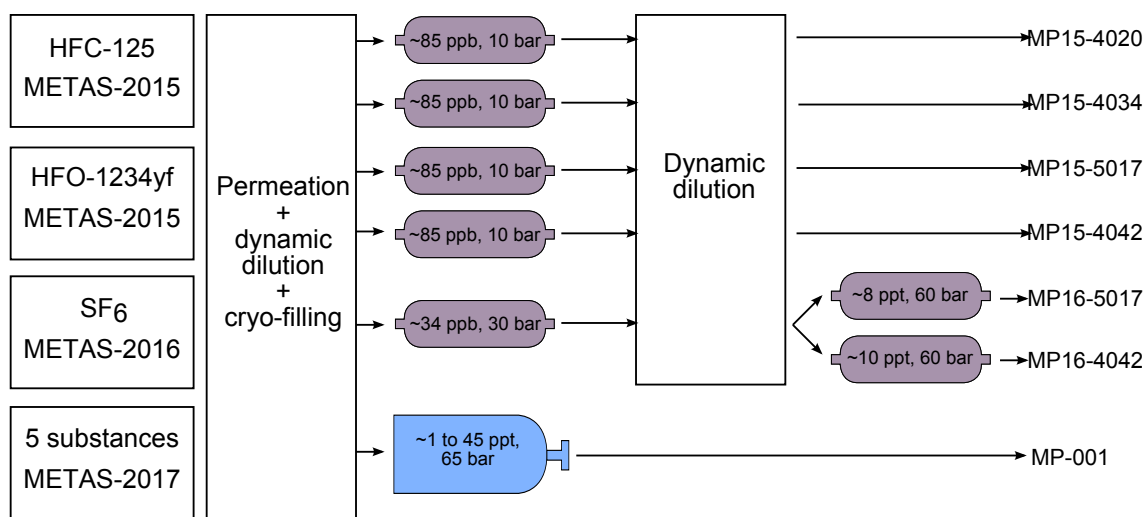 HFC-125
METAS-2015
HFO-1234yf
METAS-2015
SF6
METAS-2016
5 substances
METAS-2017
Permeation
+
dynamic
dilution
+
cryo-filling
~85 ppb, 10 bar
~85 ppb, 10 bar
~85 ppb, 10 bar
~85 ppb, 10 bar
~34 ppb, 30 bar
~1 to 45 ppt,
65 bar
Dynamic
dilution
~8 ppt, 60 bar
~10 ppt, 60 bar
MP15-4020
MP15-4034
MP15-5017
MP15-4042
MP16-5017
MP16-4042
MP-001